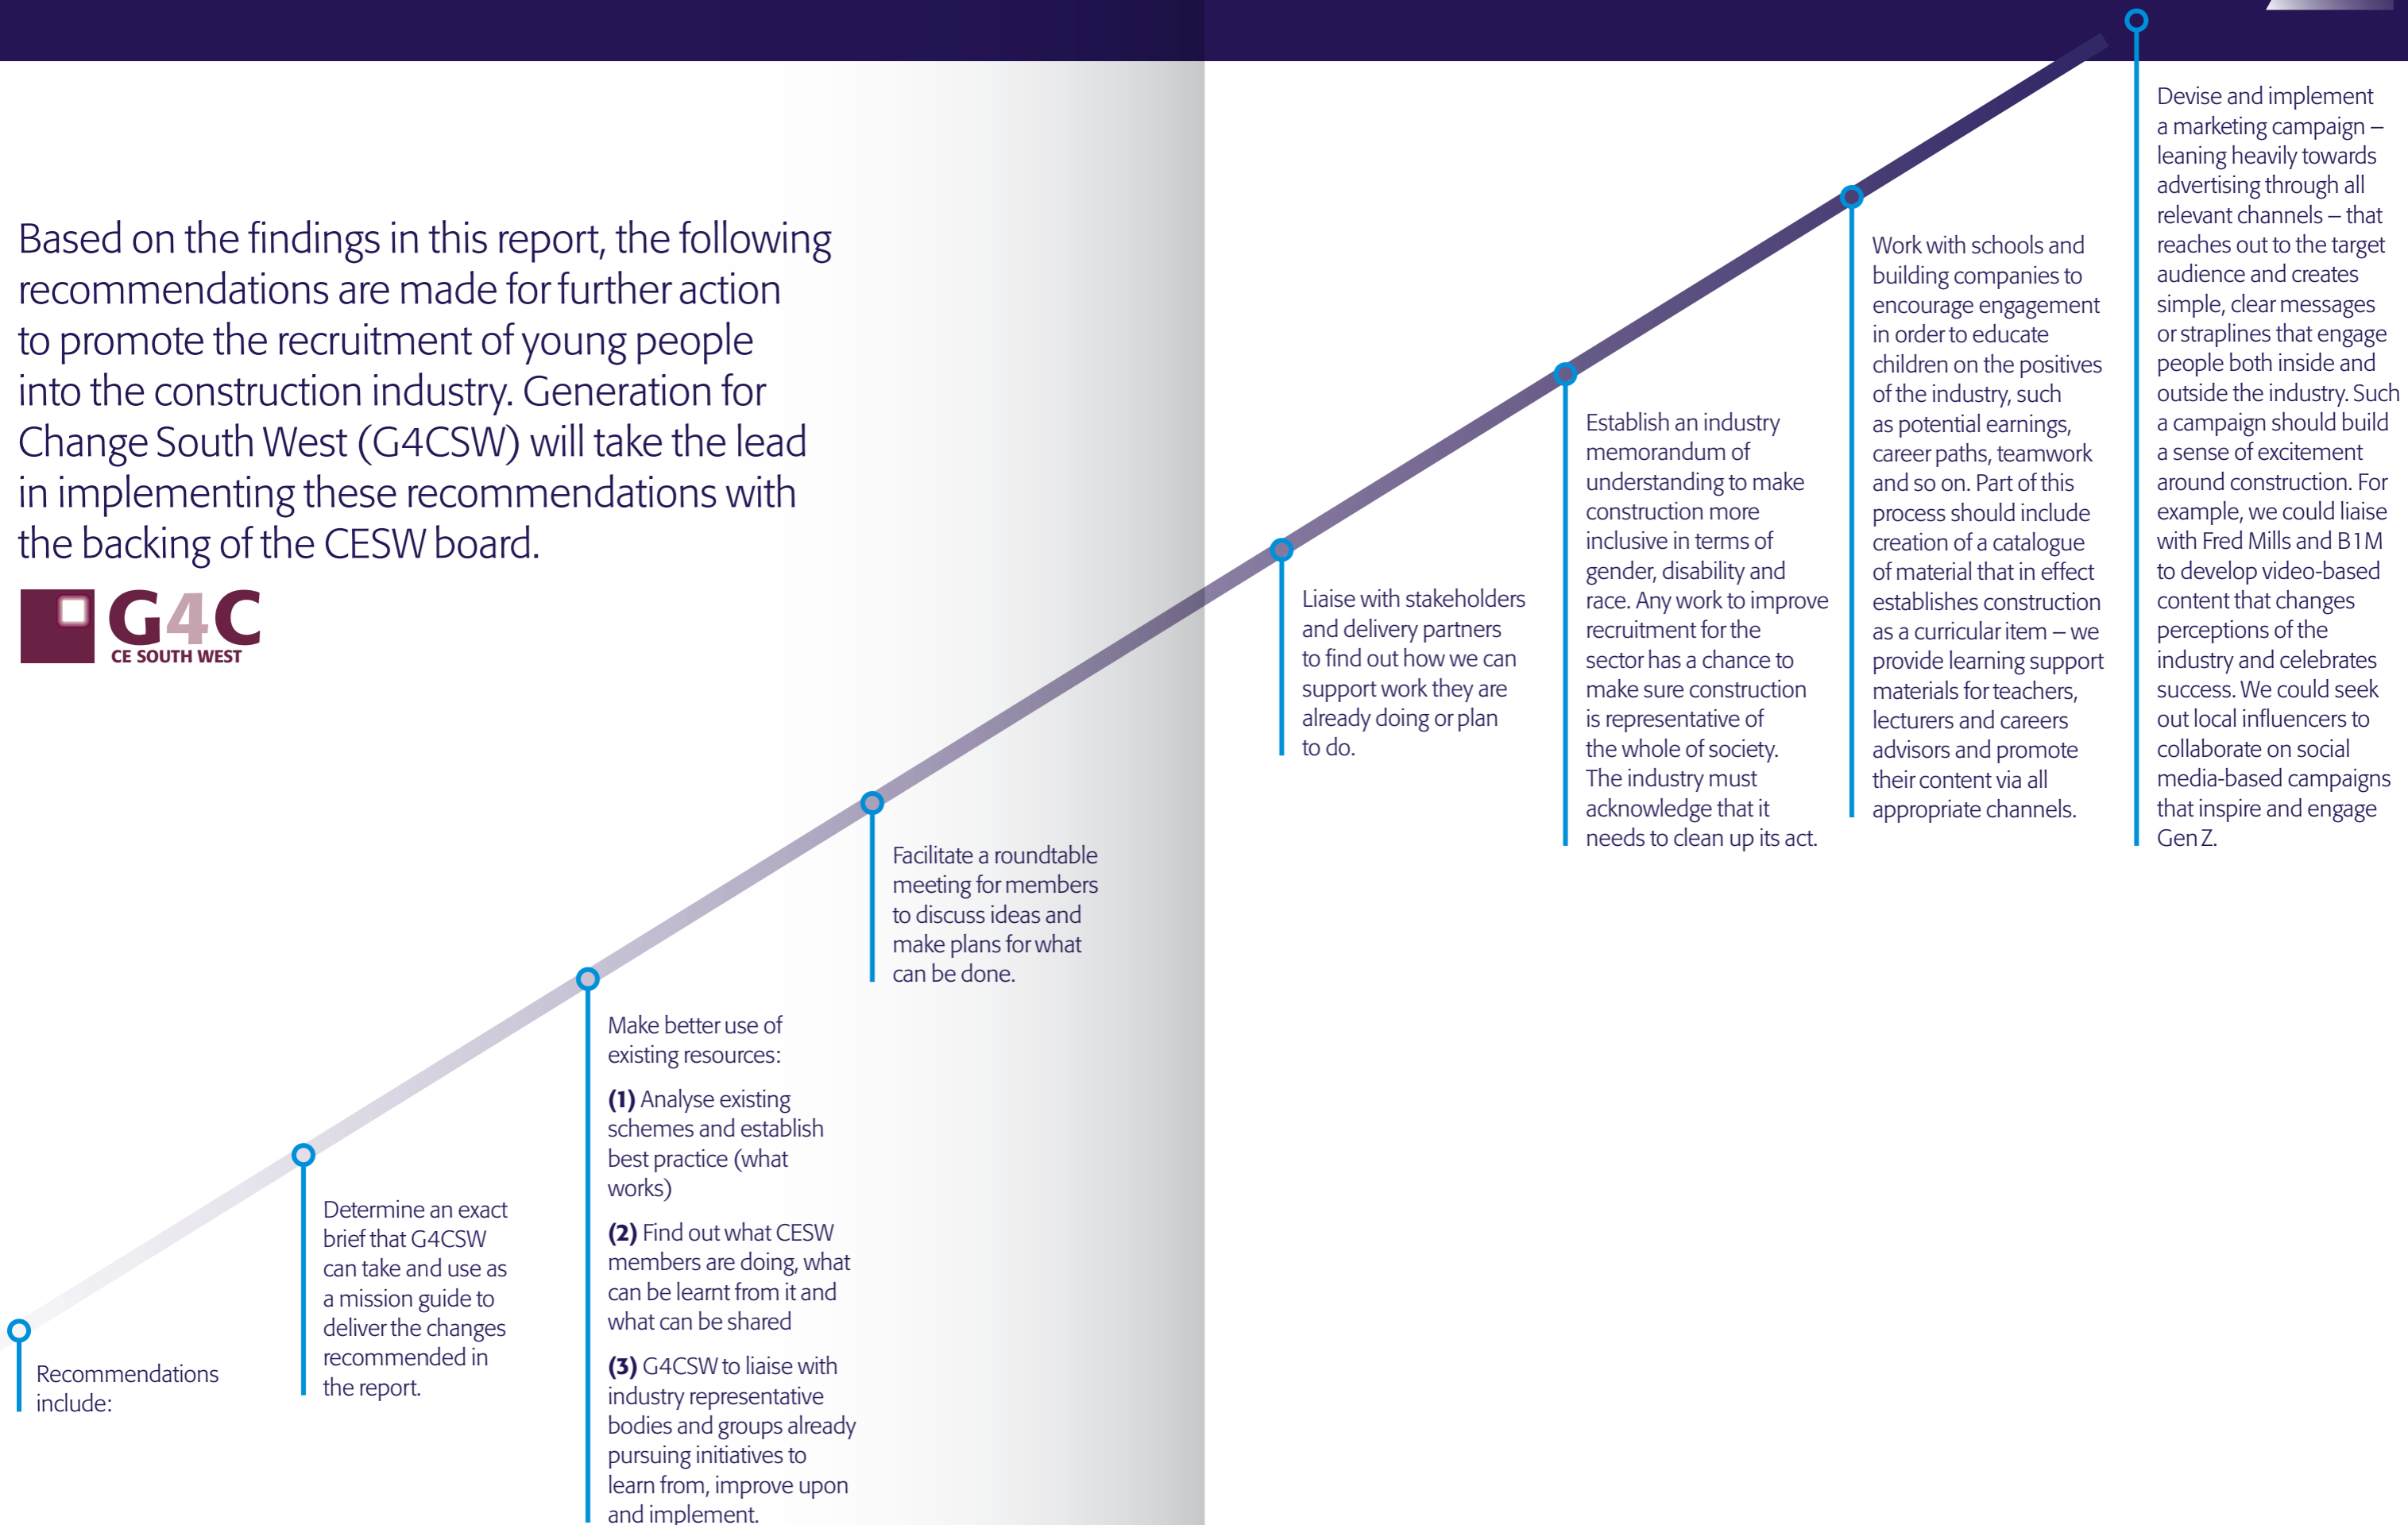 Based on the findings in this report, the following
recommendations are made for further action
to promote the recruitment of young people
into the construction industry. Generation for
Change South West (G4CSW) will take the lead
in implementing these recommendations with
the backing of the CESW board.
G4C
CE SOUTH WEST
Recommendations
include:
Determine an exact
brief that G4CSW
can take and use as
a mission guide to
deliver the changes
recommended in
the report.
Make better use of
existing resources:
(1) Analyse existing
schemes and establish
best practice (what
works)
(2) Find out what CESW
members are doing, what
can be learnt from it and
what can be shared
(3) G4CSW to liaise with
industry representative
bodies and groups already
pursuing initiatives to
learn from, improve upon
and implement.
Facilitate a roundtable
meeting for members
to discuss ideas and
make plans for what
can be done.
Liaise with stakeholders
and delivery partners
to find out how we can
support work they are
already doing or plan
to do.
Establish an industry
memorandum of
understanding to make
construction more
inclusive in terms of
gender, disability and
race. Any work to improve
recruitment for the
sector has a chance to
make sure construction
is representative of
the whole of society.
The industry must
acknowledge that it
needs to clean up its act.
Work with schools and
building companies to
encourage engagement
in order to educate
children on the positives
of the industry, such
as potential earnings,
career paths, teamwork
and so on. Part of this
process should include
creation of a catalogue
of material that in effect
establishes construction
as a curricular item – we
provide learning support
materials for teachers,
lecturers and careers
advisors and promote
their content via all
appropriate channels.
Devise and implement
a marketing campaign –
leaning heavily towards
advertising through all
relevant channels – that
reaches out to the target
audience and creates
simple, clear messages
or straplines that engage
people both inside and
outside the industry. Such
a campaign should build
a sense of excitement
around construction. For
example, we could liaise
with Fred Mills and B1M
to develop video-based
content that changes
perceptions of the
industry and celebrates
success. We could seek
out local influencers to
collaborate on social
media-based campaigns
that inspire and engage
Gen Z.